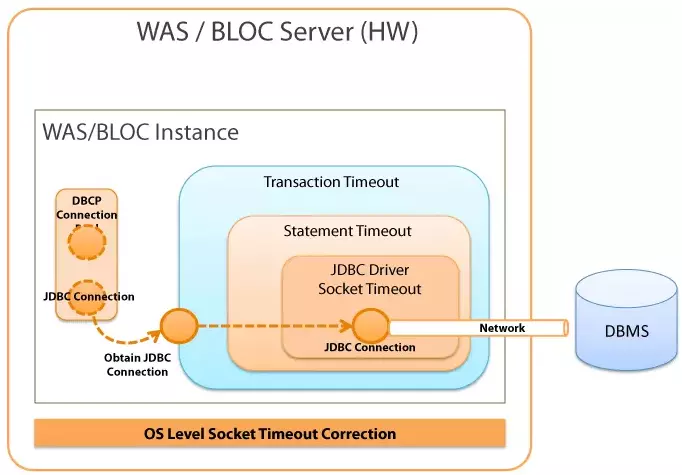 WAS / BLOC Server (HW)
WAS/BLOC Instance
Transaction Timeout
DBCP
Connection
Statement Timeout
JDBC Driver
Socket Timeout
JDBC Connection
Network
DBMS
JDBC Connection
Obtain JDBC
Connection
OS Level Socket Timeout Correction